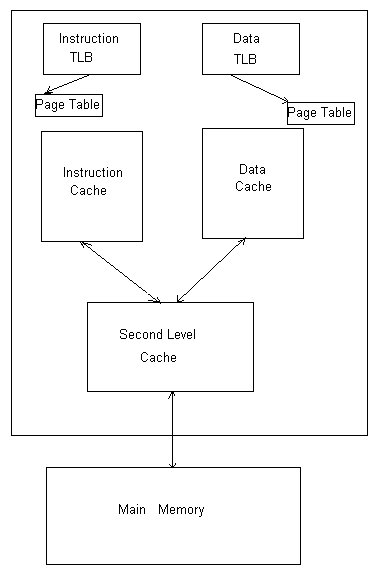 Instruction
TLB
Data
TLB
Page Table
Page Table
Instruction
Cache
Data
Cache
Second Level
Cache
Main Memory